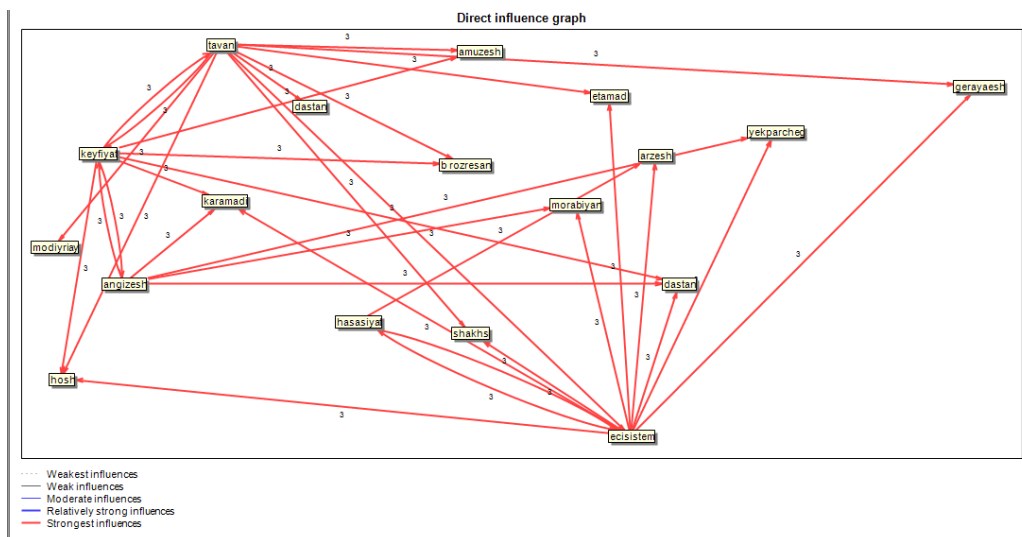 Direct influence graph
tavan
3
amuzesh
3
3
gerayaesh
3
3
etamad
dastan
3
3
yekparcheg
keyfiyat
3
3
arzesh
b rozresan
3
3
karamadi
3
3
morabiyan
3
3
3
3
3
modiyriay
3
3
3
3
angizesh
dastan
3
hasasiyat
3
3
shakhs
3
3
hosh
3
3
3
3
ecisistem
Weakest influences
Weak influences
Moderate influences
Relatively strong influences
Strongest influences